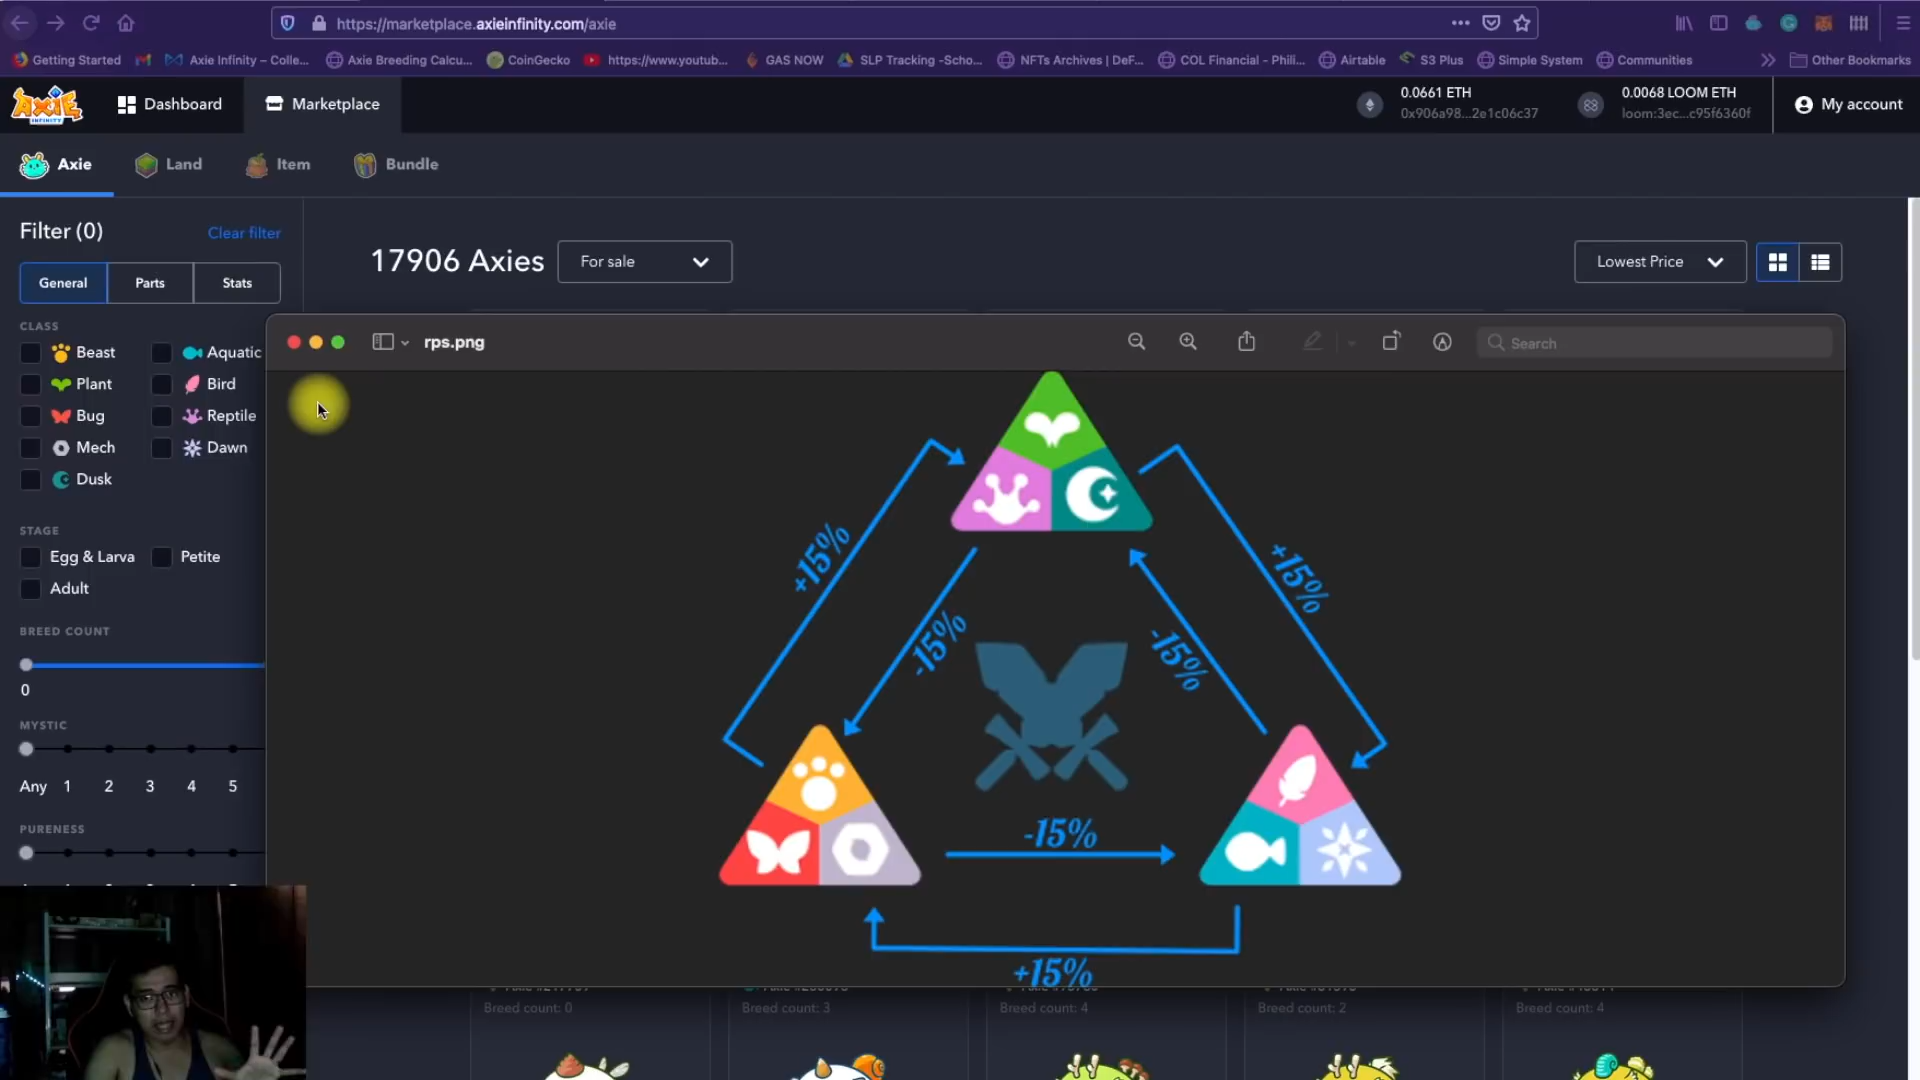 https://marketplace.axieinfinity.com/axie
Getting Started
Axie Infinity – Colle...
Axie Breeding Calcu...
CoinGecko
https://www.youtub...
GAS NOW
SLP Tracking -Scho...
NFTs Archives | DeF...
COL Financial - Phili...
Airtable
S3 Plus
Simple System
Communities
Other Bookmarks
AXIE
INFINITY
Dashboard
Marketplace
0.0661 ETH
0x906a98...2e1c06c37
0.0068 LOOM ETH
loom:3ec...c95f6360f
My account
Axie
Land
Item
Bundle
Filter (0)
Clear filter
17906 Axies
For sale
Lowest Price
General
Parts
Stats
CLASS
Beast
Aquatic
Plant
Bird
Bug
Reptile
Mech
Dawn
Dusk
STAGE
Egg & Larva
Petite
Adult
BREED COUNT
0
MYSTIC
Any 1 2 3 4 5
PURENESS
rps.png
Search
+15%
+15%
-15%
-15%
-15%
+15%
Breed count: 0
Breed count: 3
Breed count: 4
Breed count: 2
Breed count: 4